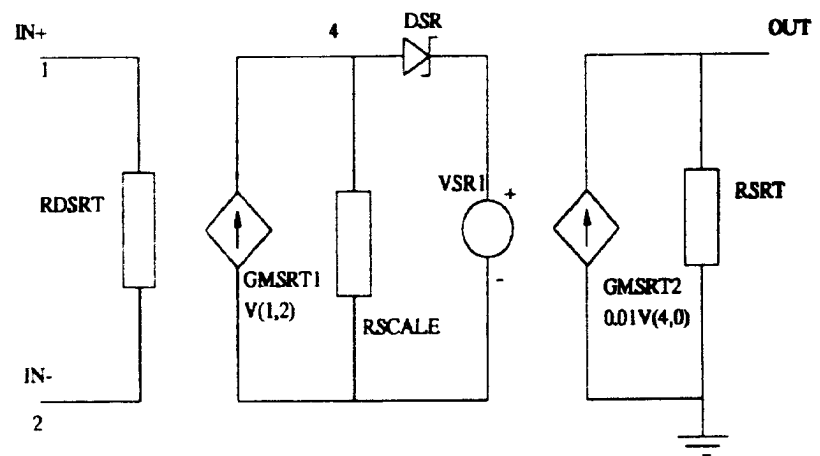 IN+
1
4
DSR
OUT
RDSRT
VSR1
+
-
RSRT
GMSRT1
V(1,2)
RSCALE
GMSRT2
0.01V(4,0)
IN-
2